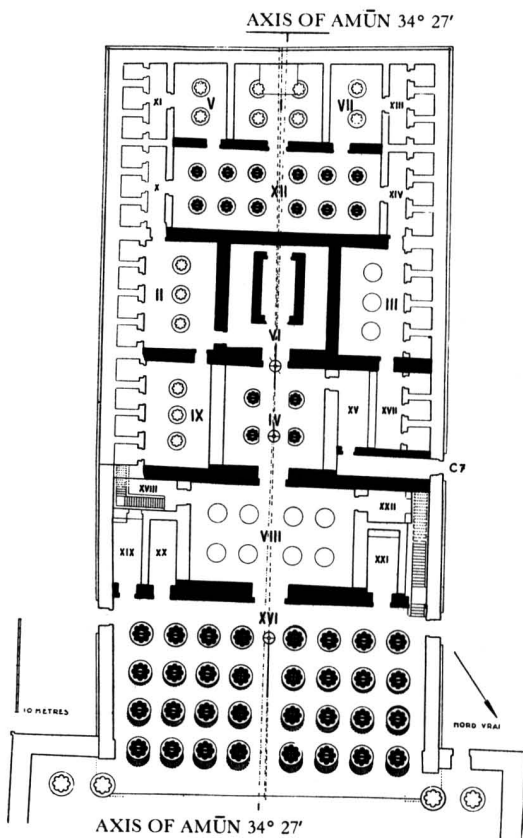 AXIS OF AMŪN 34° 27′
XI V I VII XIII
X XII XIV
II III
VI
IX IV XV XVII
C7
XVIII XXII
VIII
XIX XX XXI
XVI
10 METRES
NORD VRAI
AXIS OF AMŪN 34° 27′